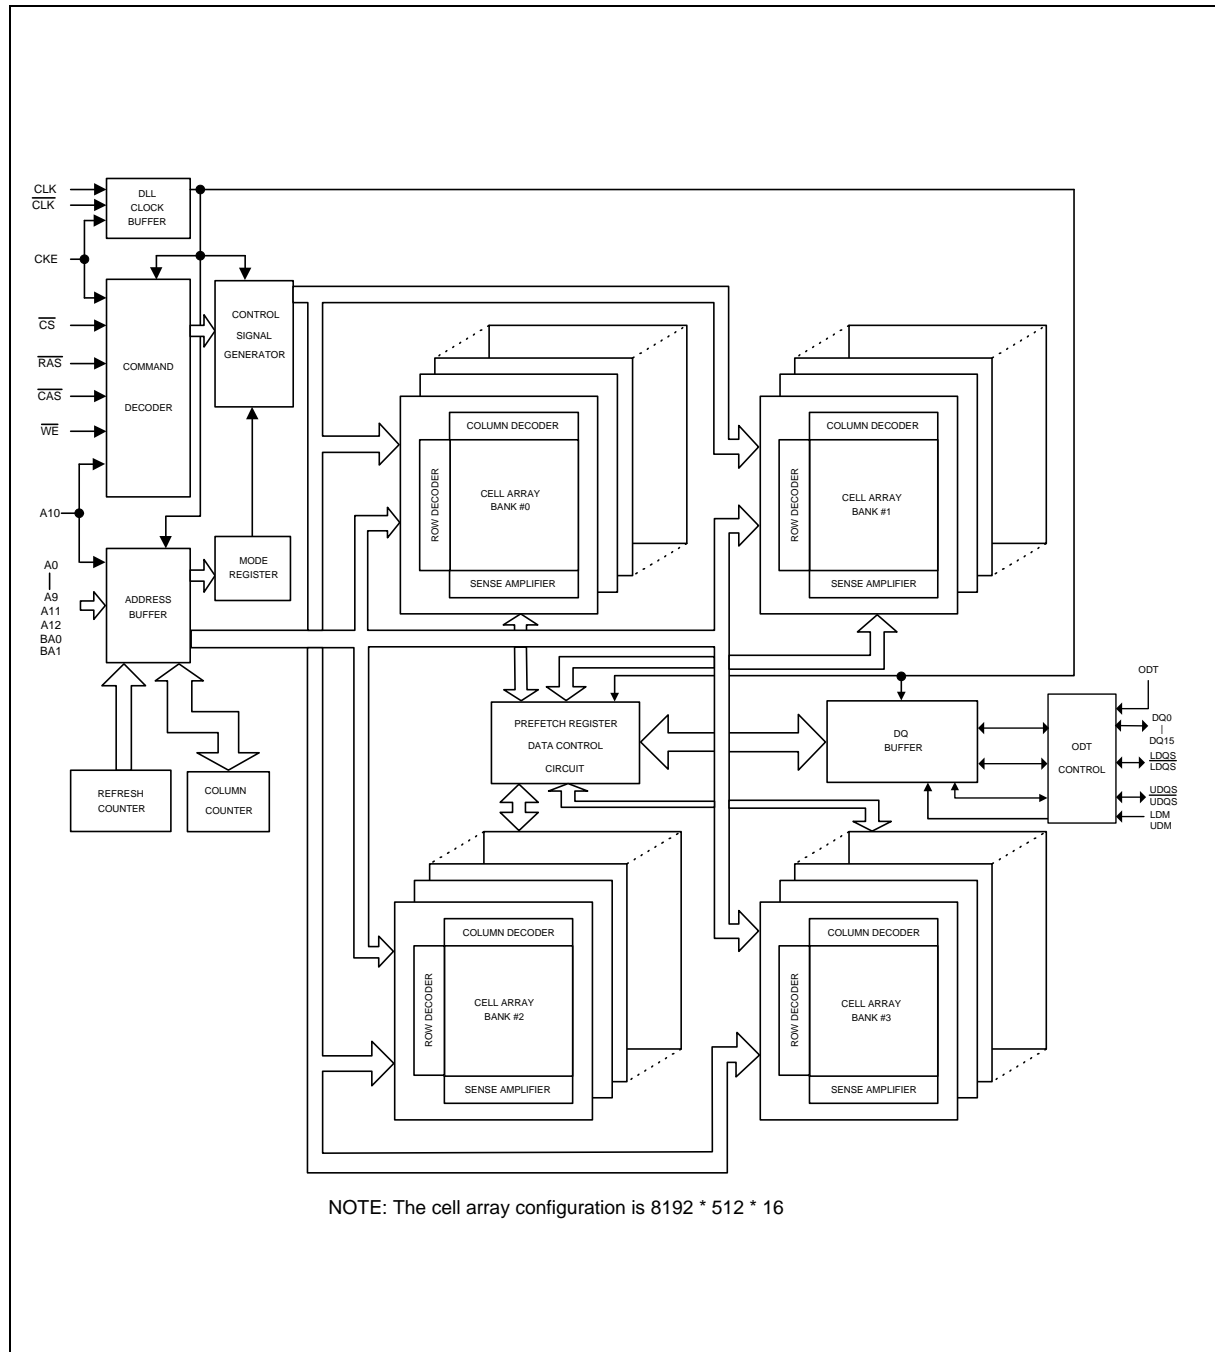 CLK
CLK
CKE
CS
RAS
CAS
WE
A10
A0
A9
A11
A12
BA0
BA1
DLL
CLOCK
BUFFER
COMMAND
DECODER
CONTROL
SIGNAL
GENERATOR
MODE
REGISTER
ADDRESS
BUFFER
REFRESH
COUNTER
COLUMN
COUNTER
COLUMN DECODER
ROW DECODER
CELL ARRAY
BANK #0
SENSE AMPLIFIER
COLUMN DECODER
ROW DECODER
CELL ARRAY
BANK #1
SENSE AMPLIFIER
PREFETCH REGISTER
DATA CONTROL
CIRCUIT
DQ
BUFFER
ODT
CONTROL
ODT
DQ0
|
DQ15
LDQS
LDQS
UDQS
UDQS
LDM
UDM
COLUMN DECODER
ROW DECODER
CELL ARRAY
BANK #2
SENSE AMPLIFIER
COLUMN DECODER
ROW DECODER
CELL ARRAY
BANK #3
SENSE AMPLIFIER
NOTE: The cell array configuration is 8192 * 512 * 16